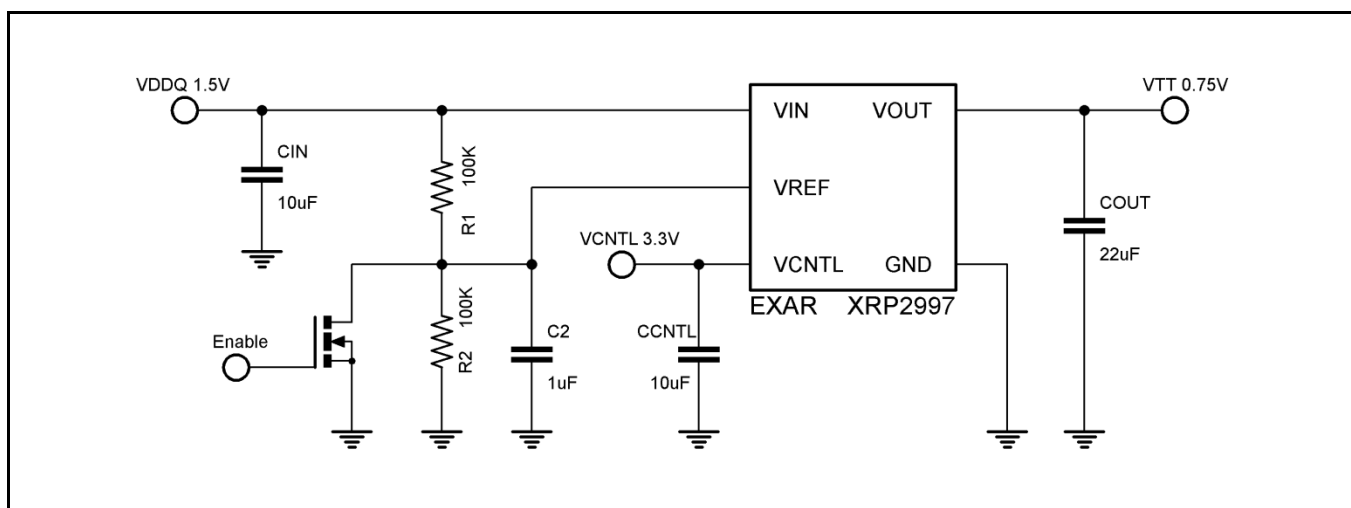 VDDQ 1.5V
VTT 0.75V
VIN VOUT
CIN
10uF
100K
R1
VREF
COUT
22uF
VCNTL 3.3V
VCNTL GND
EXAR XRP2997
Enable
100K
R2
C2
1uF
CCNTL
10uF